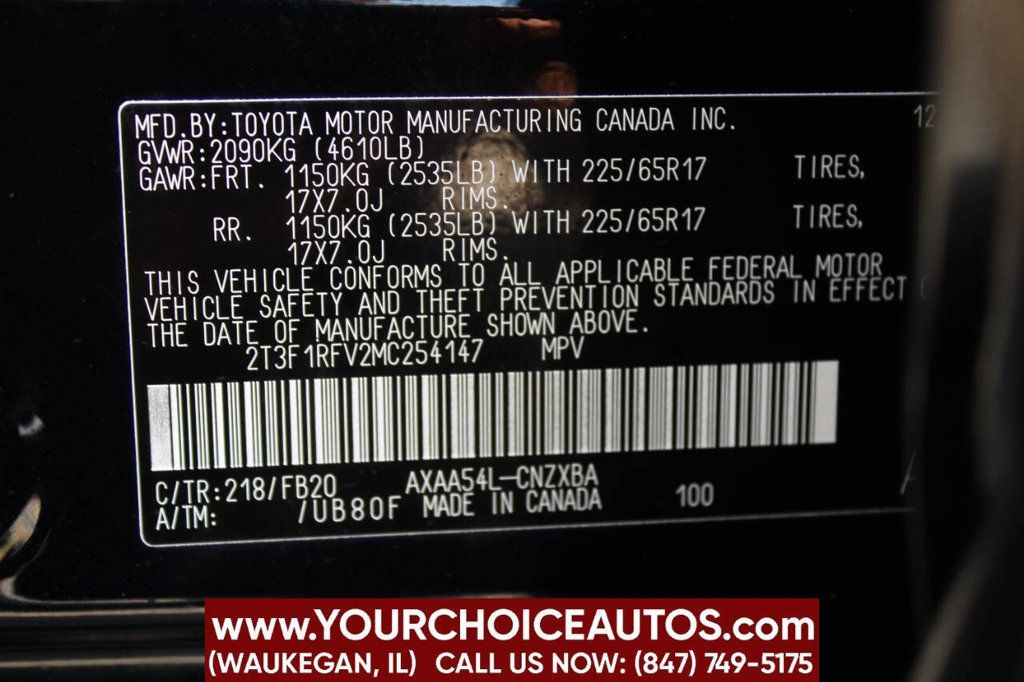 MFD.BY:TOYOTA MOTOR MANUFACTURING CANADA INC. 12
GVWR:2090KG (4610LB)
GAWR:FRT. 1150KG (2535LB) WITH 225/65R17 TIRES,
17X7.0J RIMS.
RR. 1150KG (2535LB) WITH 225/65R17 TIRES,
17X7.0J RIMS.
THIS VEHICLE CONFORMS TO ALL APPLICABLE FEDERAL MOTOR
VEHICLE SAFETY AND THEFT PREVENTION STANDARDS IN EFFECT
THE DATE OF MANUFACTURE SHOWN ABOVE.
2T3F1RFV2MC254147 MPV
C/TR:218/FB20 AXAA54L-CNZXBA
A/TM: /UB80F MADE IN CANADA 100
www.YOURCHOICEAUTOS.com
(WAUKEGAN, IL) CALL US NOW: (847) 749-5175